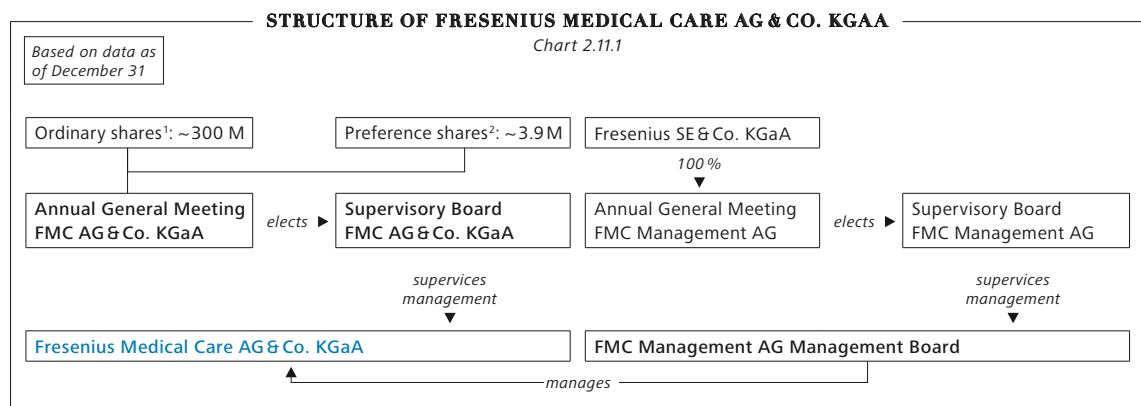 STRUCTURE OF FRESENIUS MEDICAL CARE AG & CO. KGAA
Chart 2.11.1
Based on data as
of December 31
Ordinary shares¹: ~300 M
Preference shares²: ~3.9 M
Fresenius SE & Co. KGaA
100 %
Annual General Meeting
FMC AG & Co. KGaA
elects
Supervisory Board
FMC AG & Co. KGaA
Annual General Meeting
FMC Management AG
elects
Supervisory Board
FMC Management AG
supervices
management
supervices
management
Fresenius Medical Care AG & Co. KGaA
FMC Management AG Management Board
manages